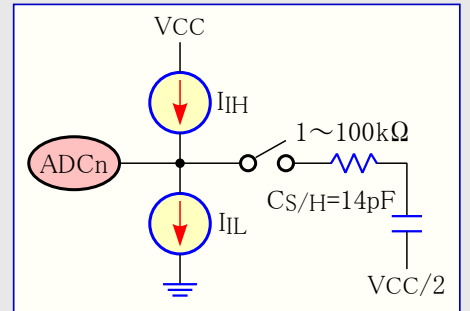 VCC
IIH
1～100kΩ
ADCn
CS/H=14pF
IIL
VCC/2